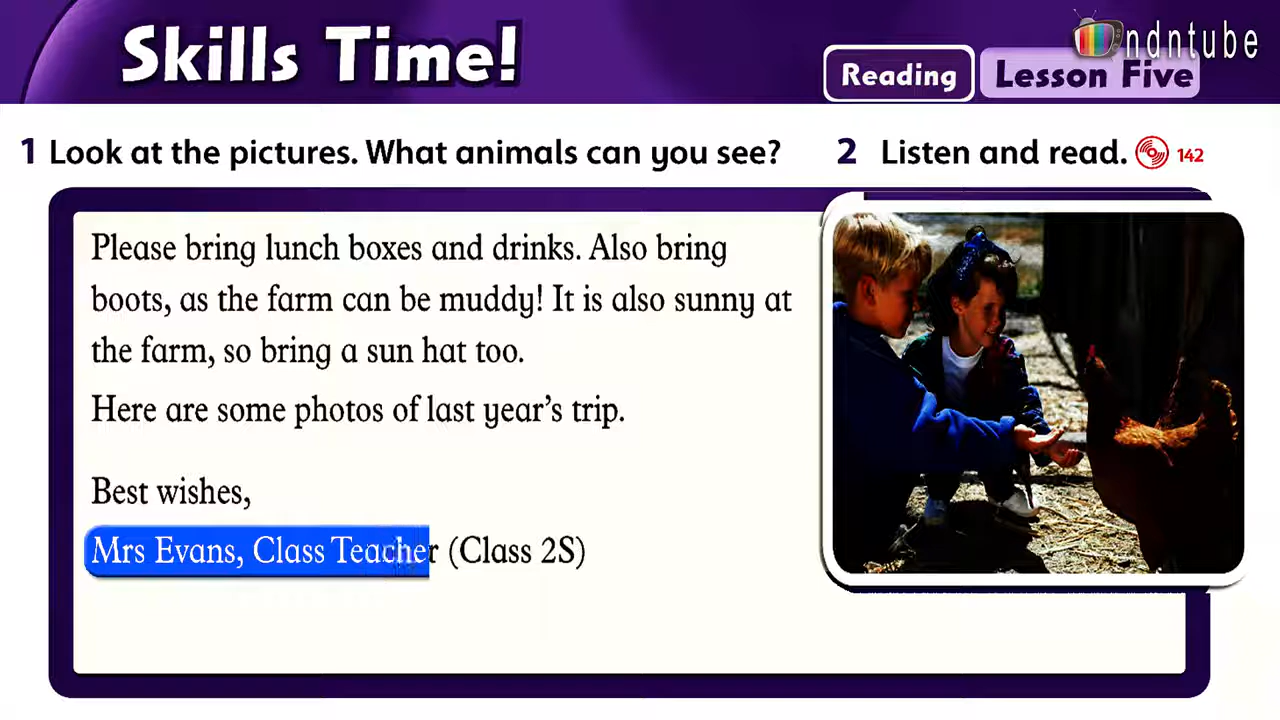 Skills Time!
ndntube
Reading
Lesson Five
1 Look at the pictures. What animals can you see?
2 Listen and read. 142
Please bring lunch boxes and drinks. Also bring
boots, as the farm can be muddy! It is also sunny at
the farm, so bring a sun hat too.
Here are some photos of last year's trip.
Best wishes,
Mrs Evans, Class Teacher (Class 2S)